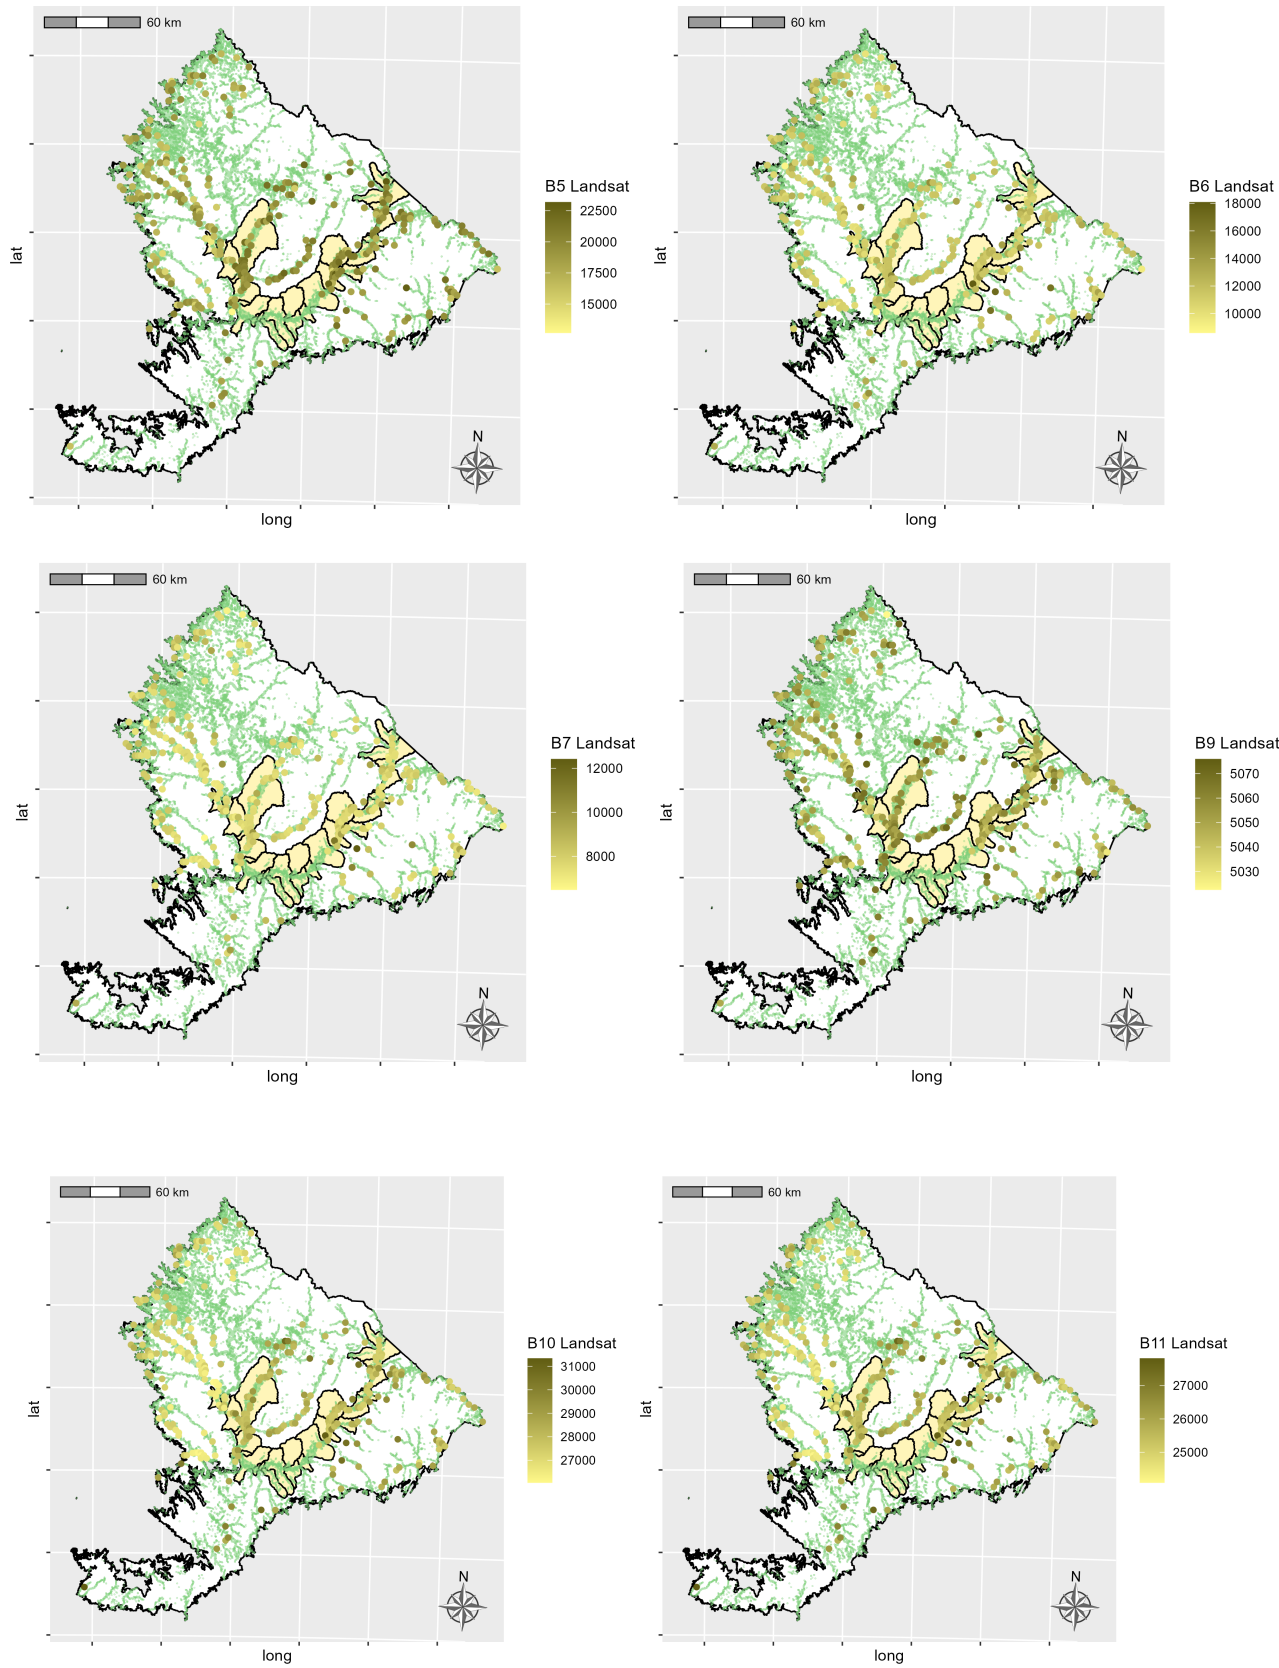 60 km
B5 Landsat
22500
20000
17500
15000
lat
N
long
60 km
B6 Landsat
18000
16000
14000
12000
10000
lat
N
long
60 km
B7 Landsat
12000
10000
8000
lat
N
long
60 km
B9 Landsat
5070
5060
5050
5040
5030
lat
N
long
60 km
B10 Landsat
31000
30000
29000
28000
27000
lat
N
long
60 km
B11 Landsat
27000
26000
25000
lat
N
long